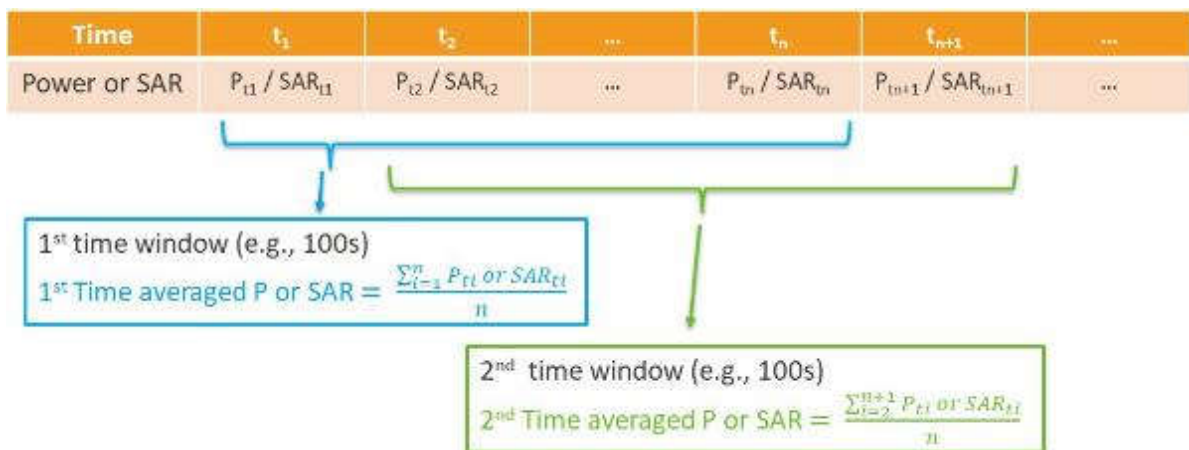 Time t₁ t₂ ... tₙ tₙ₊₁ ...
Power or SAR Pₜ₁ / SARₜ₁ Pₜ₂ / SARₜ₂ ... Pₜₙ / SARₜₙ Pₜₙ₊₁ / SARₜₙ₊₁ ...
1ˢᵗ time window (e.g., 100s)
1ˢᵗ Time averaged P or SAR = ∑ⁿᵢ₌₁ Pₜᵢ or SARₜᵢ / n
2ⁿᵈ time window (e.g., 100s)
2ⁿᵈ Time averaged P or SAR = ∑ⁿ⁺¹ᵢ₌₂ Pₜᵢ or SARₜᵢ / n